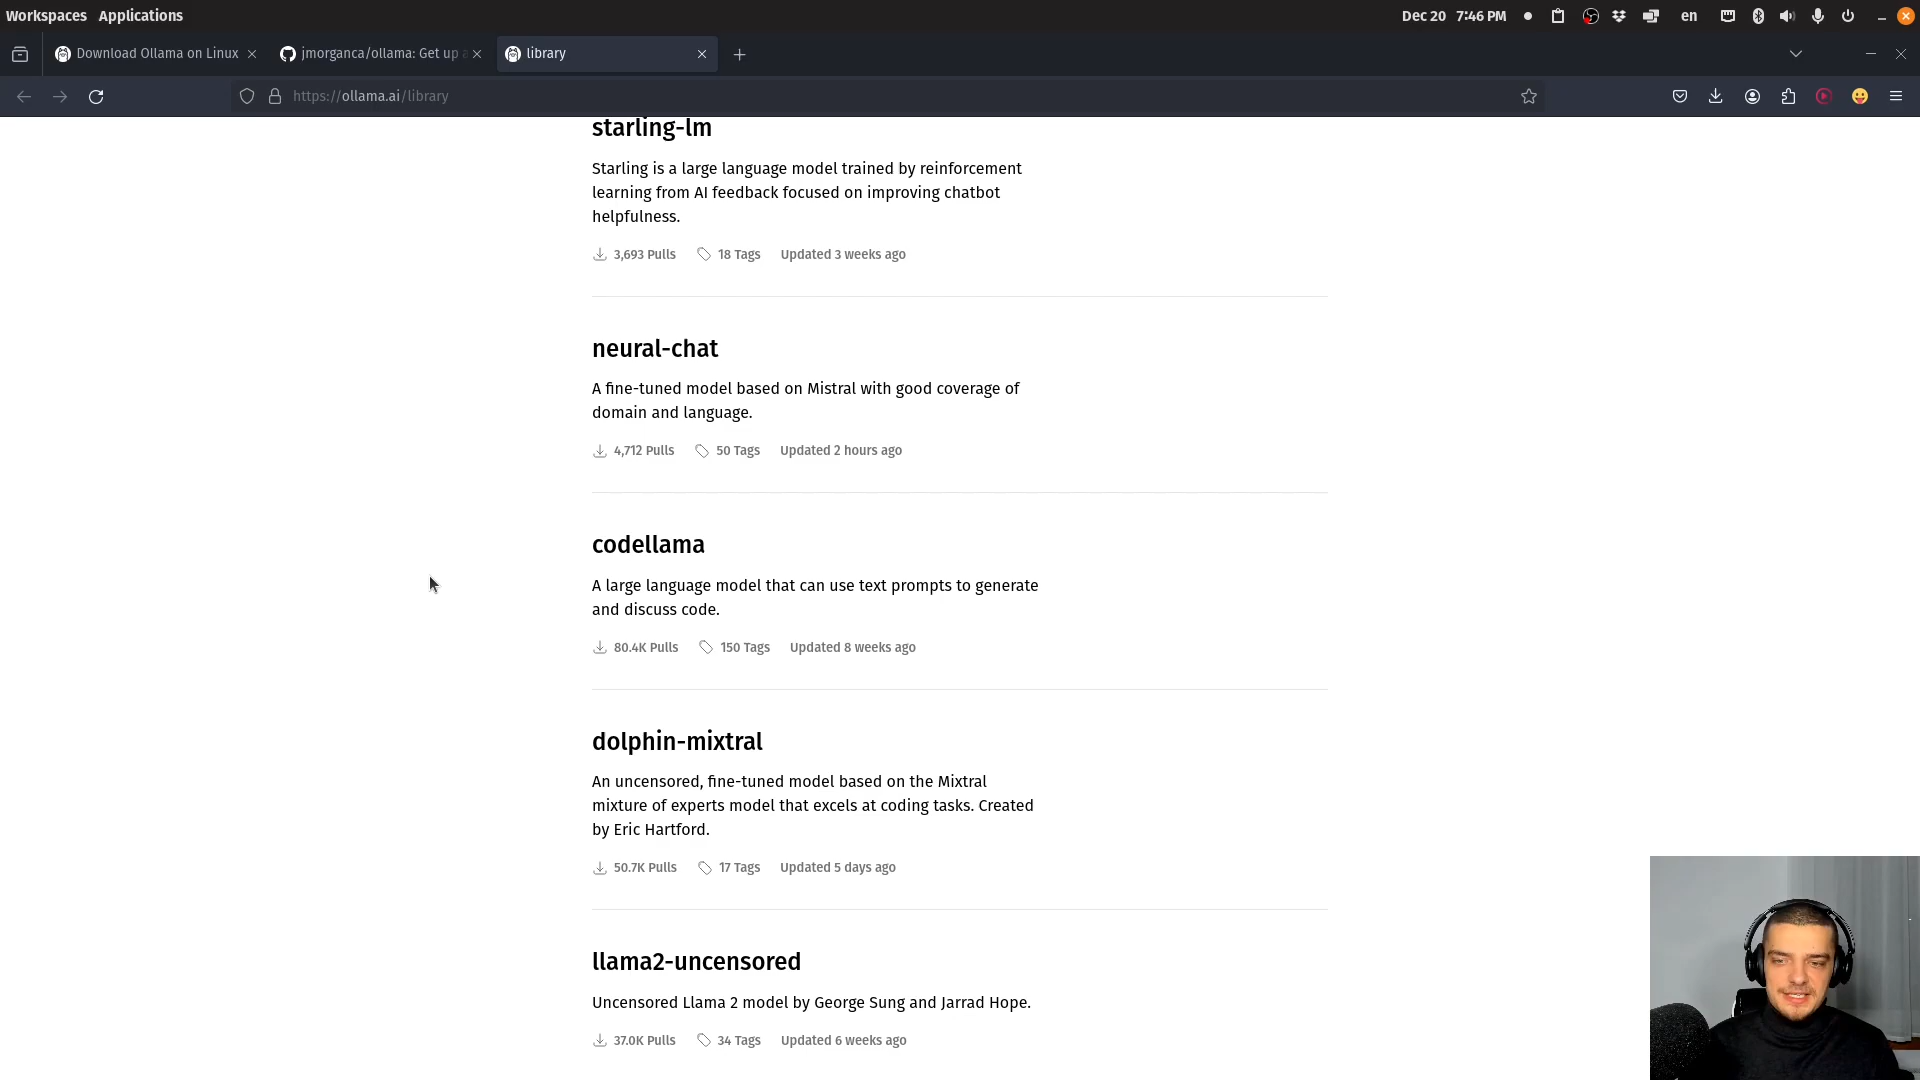 Workspaces Applications
Dec 20 7:46 PM
en
Download Ollama on Linux
jmorganca/ollama: Get up a
library
https://ollama.ai/library
starling-lm
Starling is a large language model trained by reinforcement
learning from AI feedback focused on improving chatbot
helpfulness.
3,693 Pulls 18 Tags Updated 3 weeks ago
neural-chat
A fine-tuned model based on Mistral with good coverage of
domain and language.
4,712 Pulls 50 Tags Updated 2 hours ago
codellama
A large language model that can use text prompts to generate
and discuss code.
80.4K Pulls 150 Tags Updated 8 weeks ago
dolphin-mixtral
An uncensored, fine-tuned model based on the Mixtral
mixture of experts model that excels at coding tasks. Created
by Eric Hartford.
50.7K Pulls 17 Tags Updated 5 days ago
llama2-uncensored
Uncensored Llama 2 model by George Sung and Jarrad Hope.
37.0K Pulls 34 Tags Updated 6 weeks ago